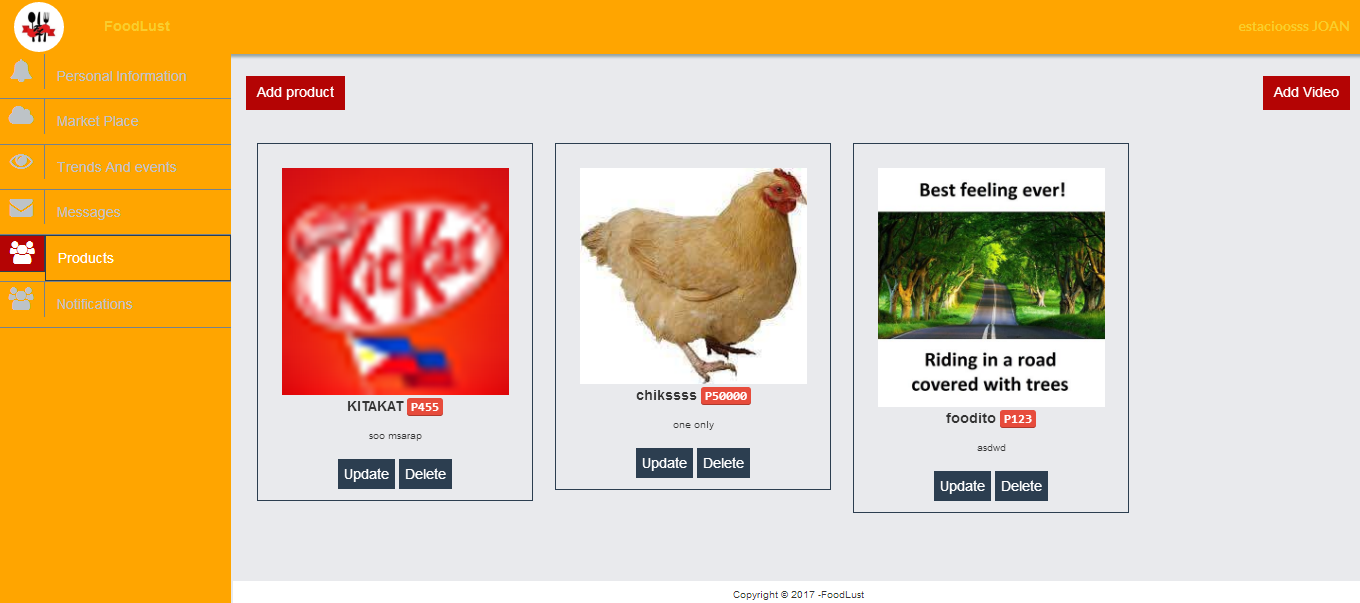 FoodLust
estacioosss JOAN
Personal Information
Market Place
Trends And events
Messages
Products
Notifications
Add product
Add Video
KitKat
KITAKAT P455
soo msarap
Update Delete
chikssss P50000
one only
Update Delete
Best feeling ever!
Riding in a road
covered with trees
foodito P123
asdwd
Update Delete
Copyright © 2017 -FoodLust